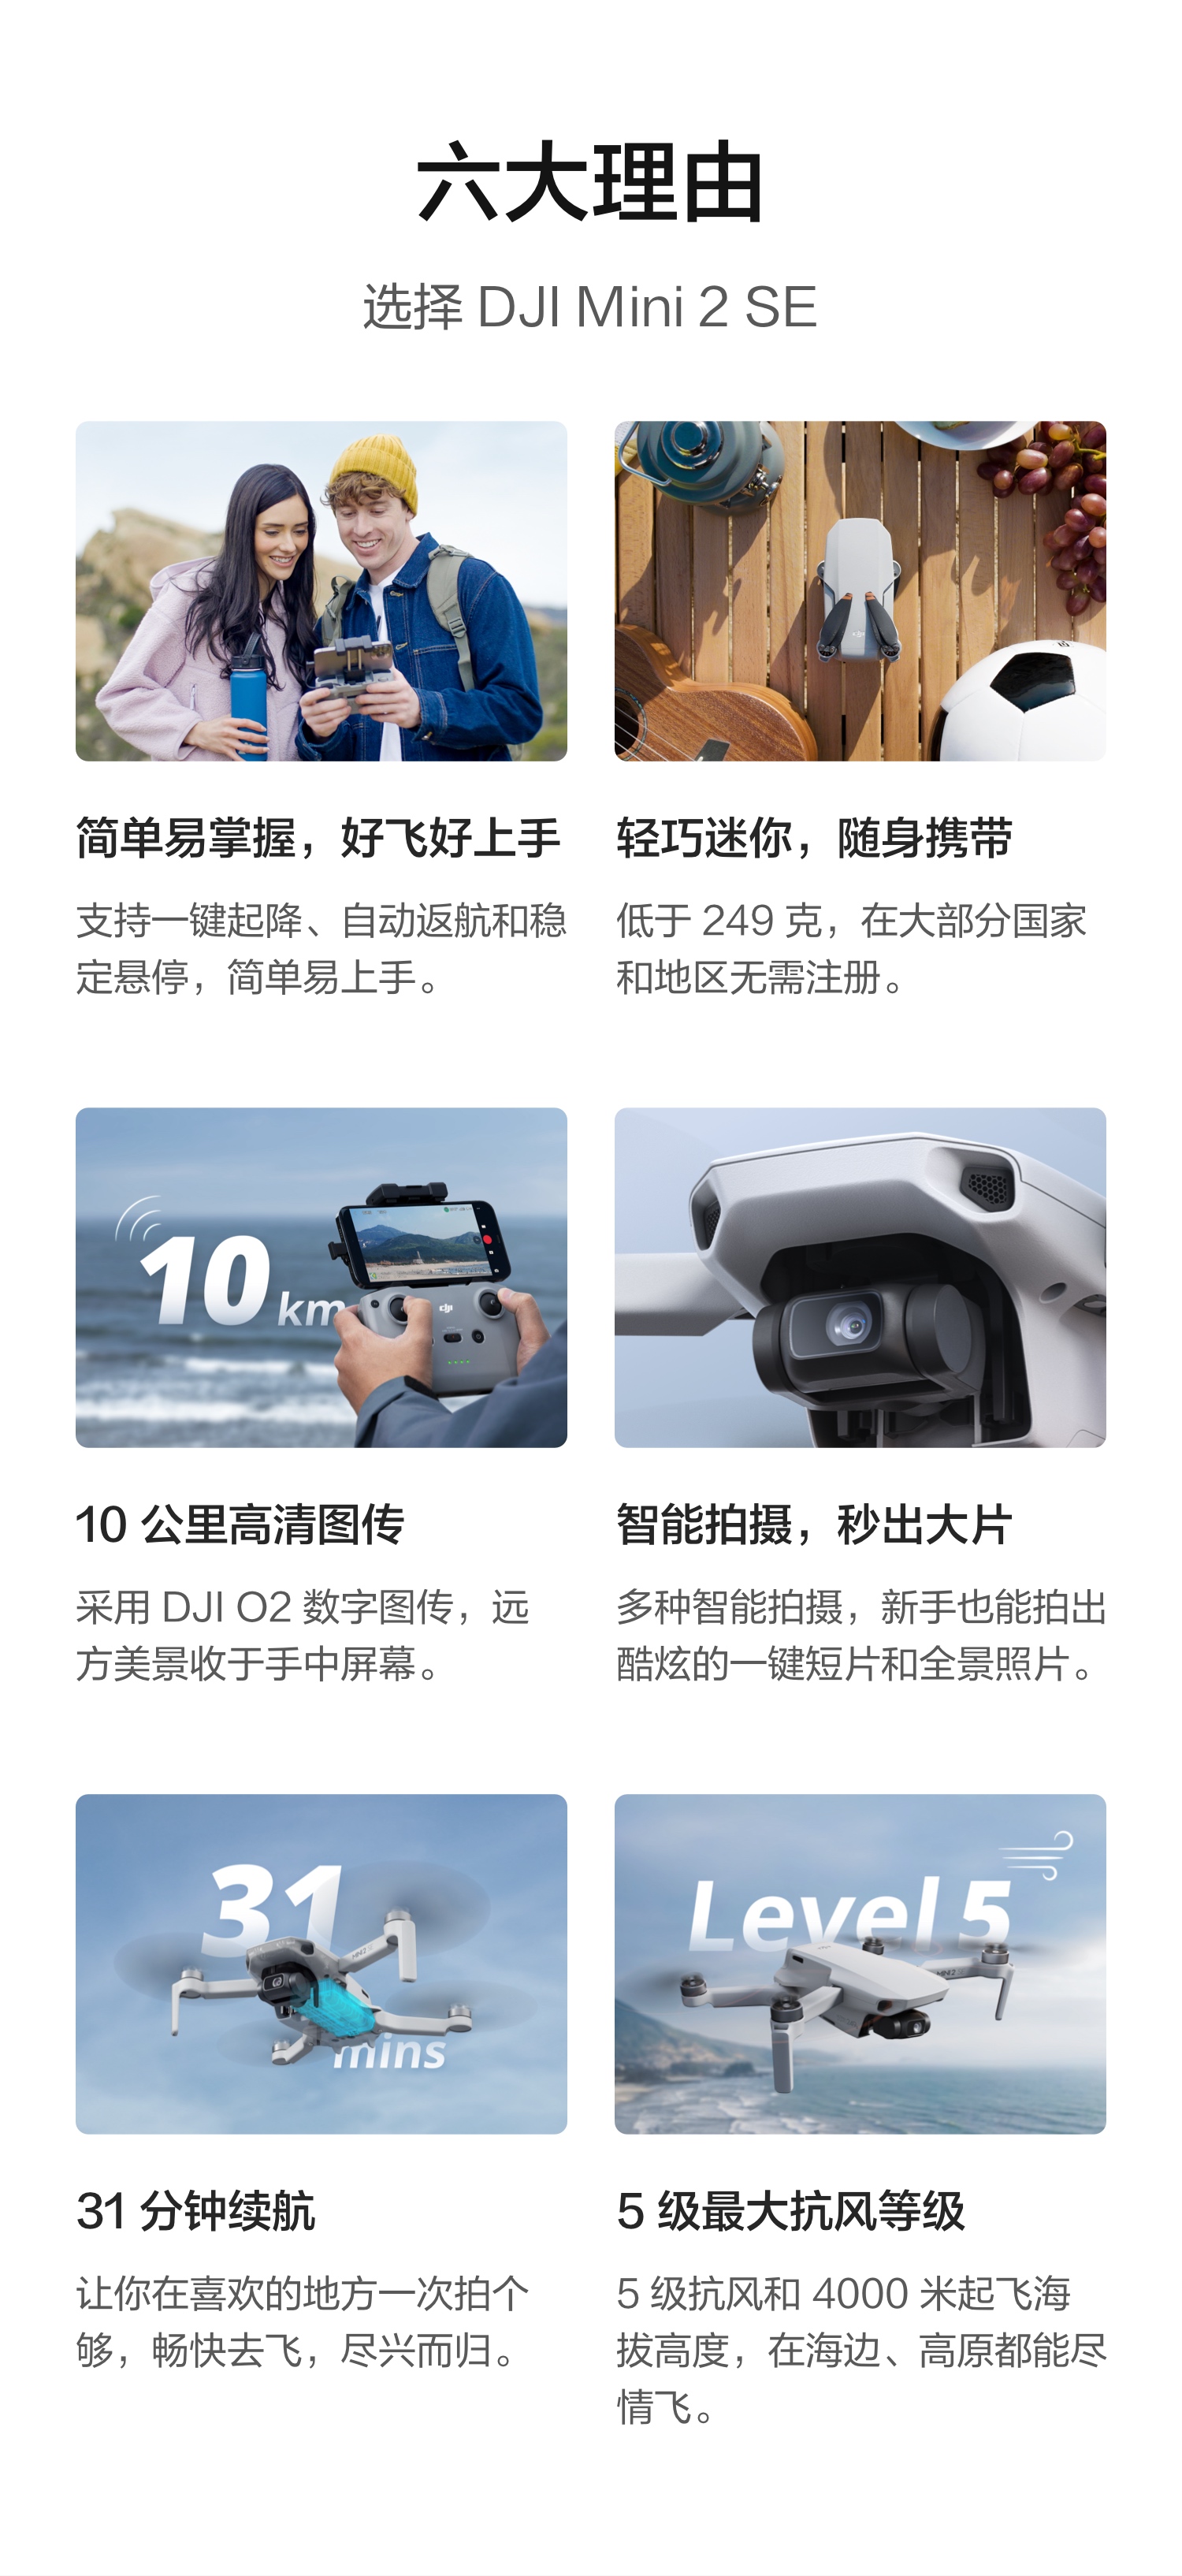 六大理由
选择 DJI Mini 2 SE
简单易掌握，好飞好上手
支持一键起降、自动返航和稳
定悬停，简单易上手。
轻巧迷你，随身携带
低于 249 克，在大部分国家
和地区无需注册。
10 km
dji
10 公里高清图传
采用 DJI O2 数字图传，远
方美景收于手中屏幕。
智能拍摄，秒出大片
多种智能拍摄，新手也能拍出
酷炫的一键短片和全景照片。
31
mins
31 分钟续航
让你在喜欢的地方一次拍个
够，畅快去飞，尽兴而归。
Level 5
5 级最大抗风等级
5 级抗风和 4000 米起飞海
拔高度，在海边、高原都能尽
情飞。